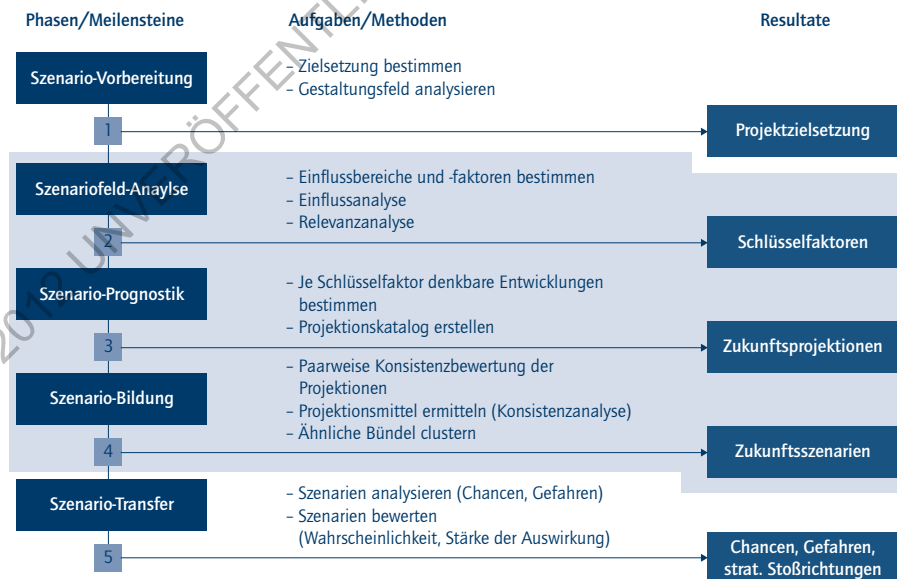 Phasen/Meilensteine
Aufgaben/Methoden
Resultate
Szenario-Vorbereitung
– Zielsetzung bestimmen
– Gestaltungsfeld analysieren
1
Projektzielsetzung
Szenariofeld-Anaylse
– Einflussbereiche und -faktoren bestimmen
– Einflussanalyse
– Relevanzanalyse
2
Schlüsselfaktoren
Szenario-Prognostik
– Je Schlüsselfaktor denkbare Entwicklungen
bestimmen
– Projektionskatalog erstellen
3
Zukunftsprojektionen
Szenario-Bildung
– Paarweise Konsistenzbewertung der
Projektionen
– Projektionsmittel ermitteln (Konsistenzanalyse)
– Ähnliche Bündel clustern
4
Zukunftsszenarien
Szenario-Transfer
– Szenarien analysieren (Chancen, Gefahren)
– Szenarien bewerten
(Wahrscheinlichkeit, Stärke der Auswirkung)
5
Chancen, Gefahren,
strat. Stoßrichtungen
2012 UNVERÖFFENTL